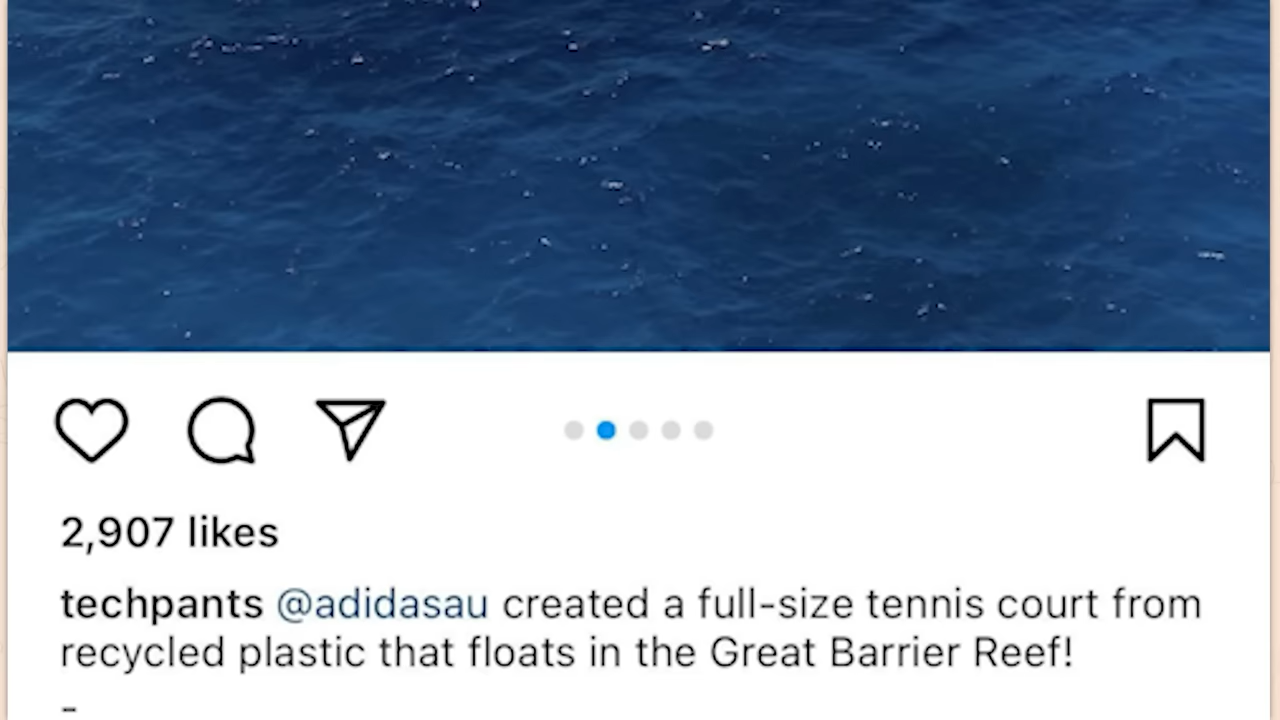 2,907 likes
techpants @adidasau created a full-size tennis court from
recycled plastic that floats in the Great Barrier Reef!
-